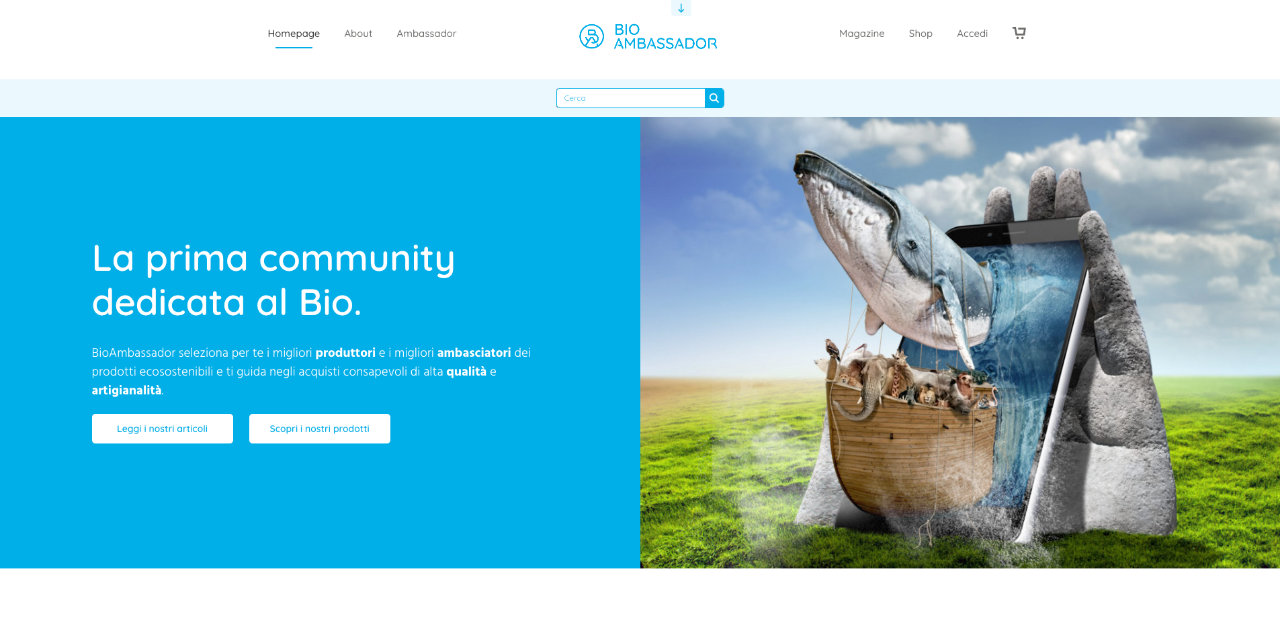 Homepage About Ambassador
BIO
AMBASSADOR
Magazine Shop Accedi
Cerca
La prima community
dedicata al Bio.
BioAmbassador seleziona per te i migliori produttori e i migliori ambasciatori dei
prodotti ecosostenibili e ti guida negli acquisti consapevoli di alta qualità e
artigianalità.
Leggi i nostri articoli
Scopri i nostri prodotti